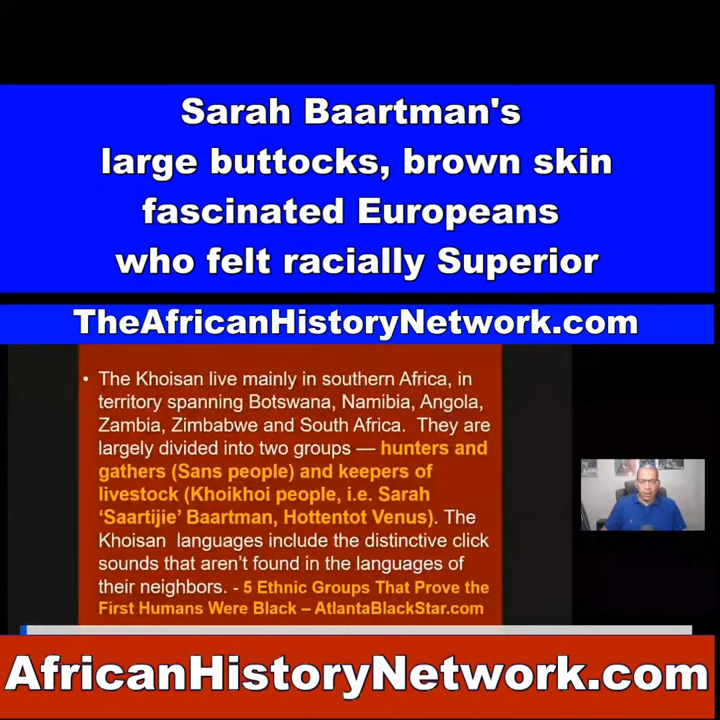 Sarah Baartman's
large buttocks, brown skin
fascinated Europeans
who felt racially Superior
TheAfricanHistoryNetwork.com
• The Khoisan live mainly in southern Africa, in
territory spanning Botswana, Namibia, Angola,
Zambia, Zimbabwe and South Africa. They are
largely divided into two groups — hunters and
gathers (Sans people) and keepers of
livestock (Khoikhoi people, i.e. Sarah
‘Saartijie’ Baartman, Hottentot Venus). The
Khoisan languages include the distinctive click
sounds that aren’t found in the languages of
their neighbors. - 5 Ethnic Groups That Prove the
First Humans Were Black – AtlantaBlackStar.com
AfricanHistoryNetwork.com